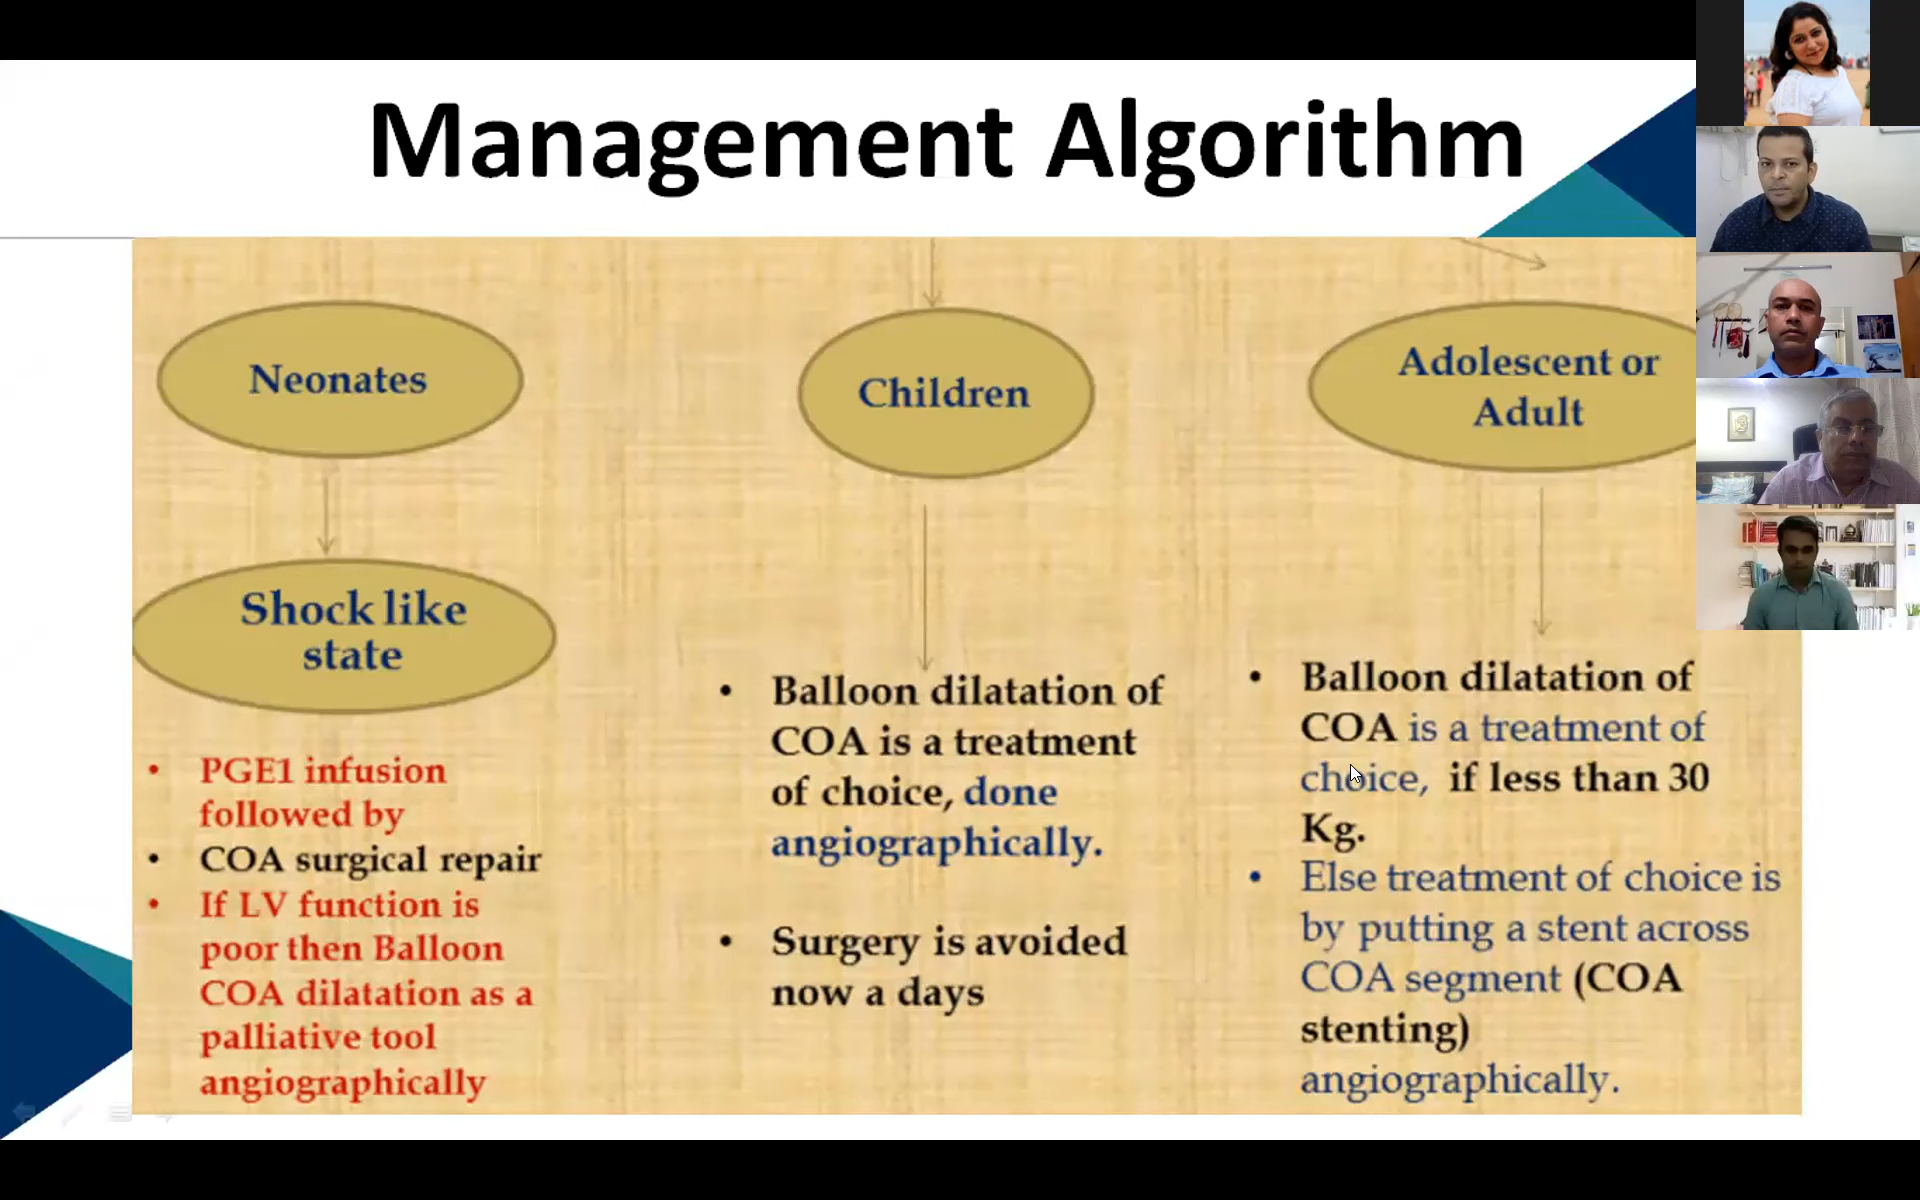 Management Algorithm
Neonates
Shock like
state
• PGE1 infusion
followed by
• COA surgical repair
• If LV function is
poor then Balloon
COA dilatation as a
palliative tool
angiographically
Children
• Balloon dilatation of
COA is a treatment
of choice, done
angiographically.
• Surgery is avoided
now a days
Adolescent or
Adult
• Balloon dilatation of
COA is a treatment of
choice, if less than 30
Kg.
• Else treatment of choice is
by putting a stent across
COA segment (COA
stenting)
angiographically.